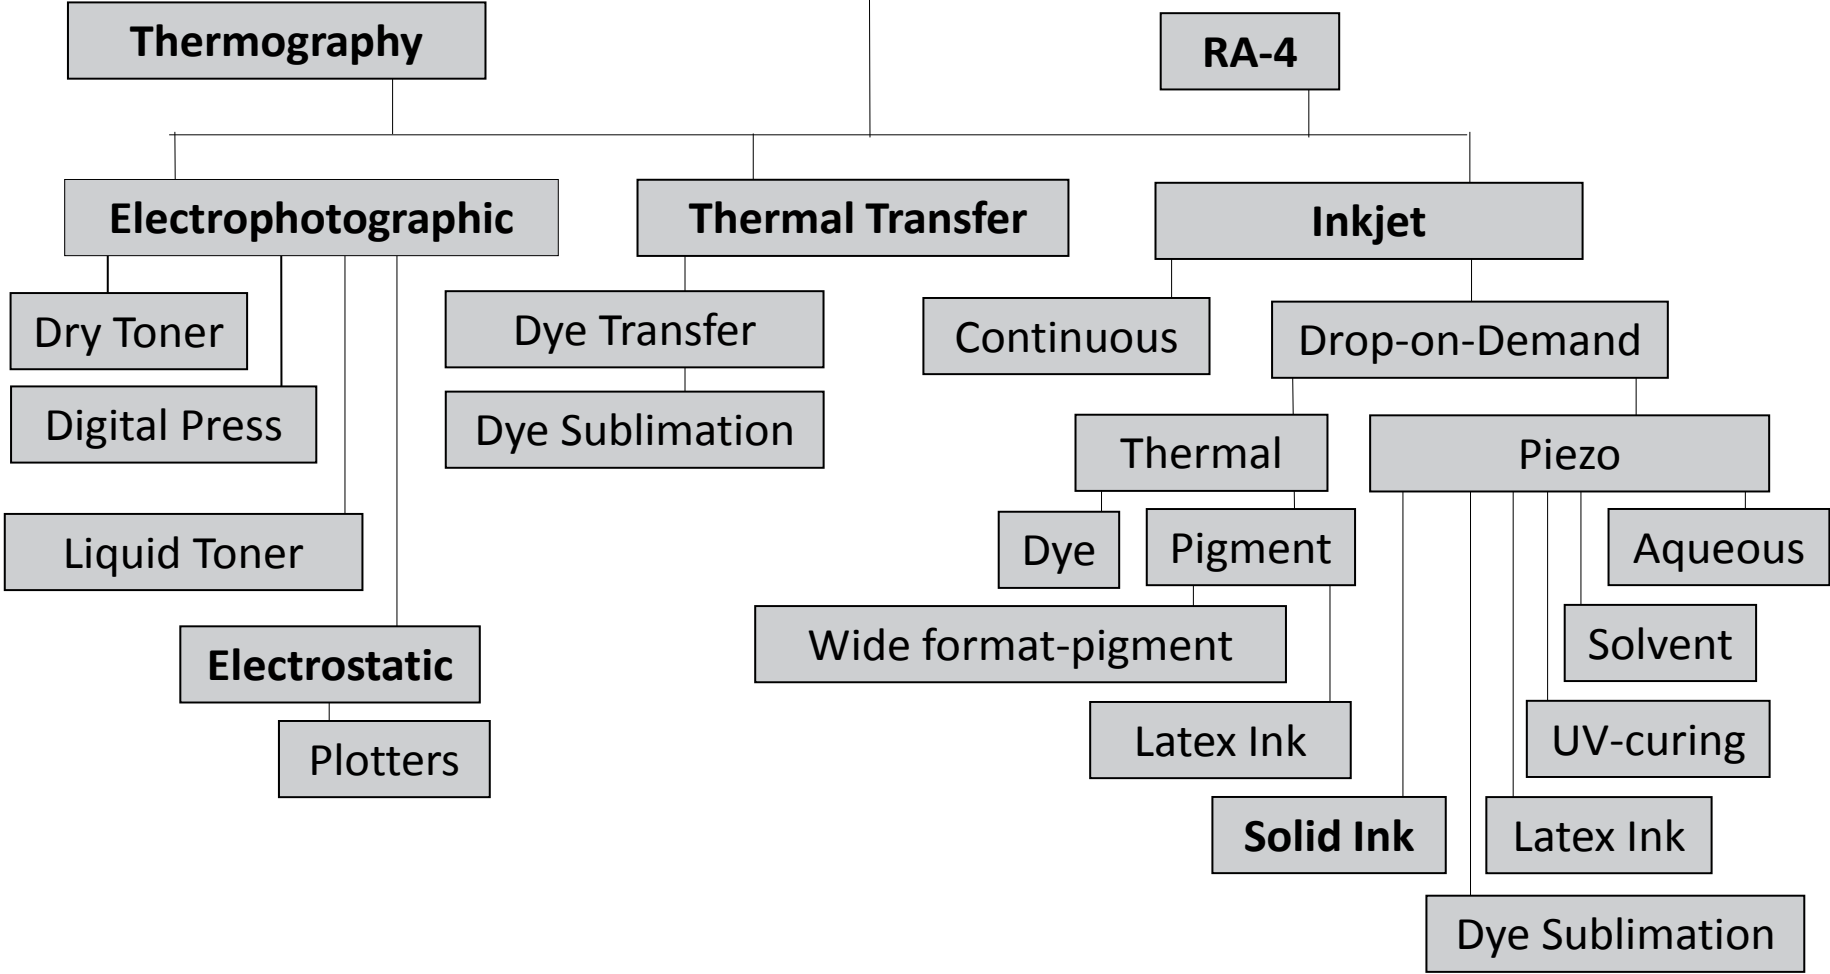 Thermography
RA-4
Electrophotographic
Thermal Transfer
Inkjet
Dry Toner
Dye Transfer
Continuous
Drop-on-Demand
Digital Press
Dye Sublimation
Thermal
Piezo
Liquid Toner
Dye
Pigment
Aqueous
Wide format-pigment
Solvent
Electrostatic
Latex Ink
UV-curing
Plotters
Solid Ink
Latex Ink
Dye Sublimation